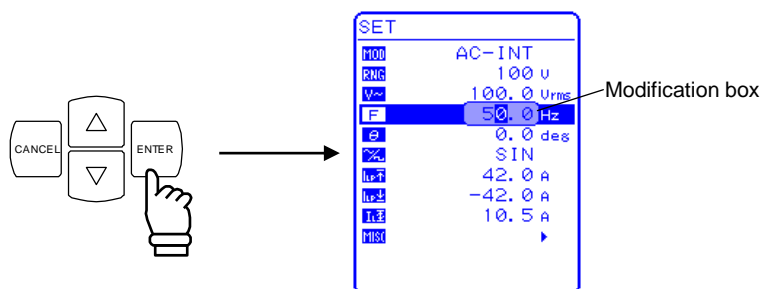 CANCEL
ENTER
SET
MOD AC-INT
RNG 100 V
V~ 100.0 Vrms
F 50.0 Hz
θ 0.0 deg
SIN
42.0 A
-42.0 A
10.5 A
MISC
Modification box